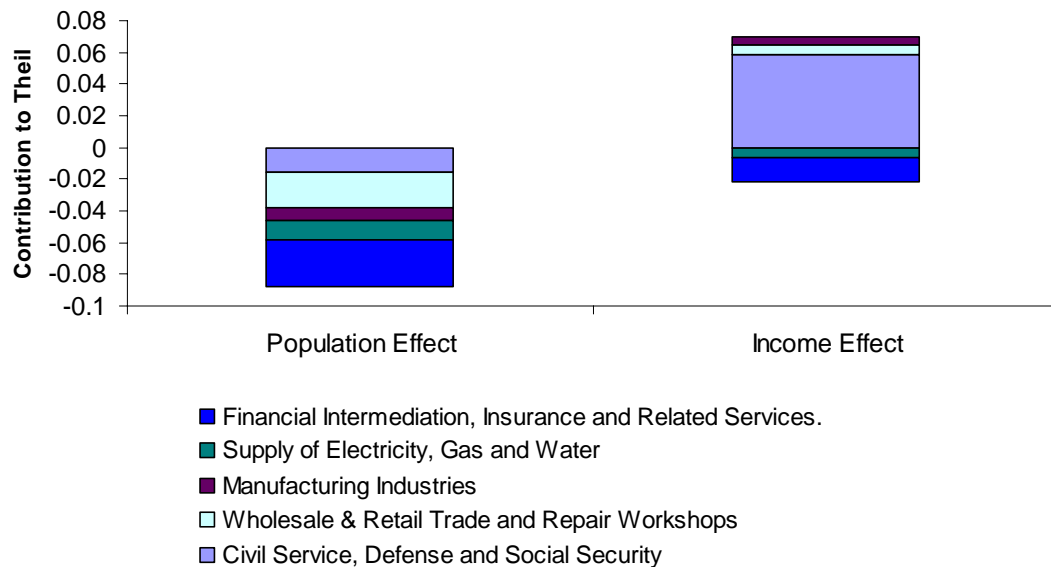 Contribution to Theil
0.08
0.06
0.04
0.02
0
-0.02
-0.04
-0.06
-0.08
-0.1
Population Effect
Income Effect
Financial Intermediation, Insurance and Related Services.
Supply of Electricity, Gas and Water
Manufacturing Industries
Wholesale & Retail Trade and Repair Workshops
Civil Service, Defense and Social Security